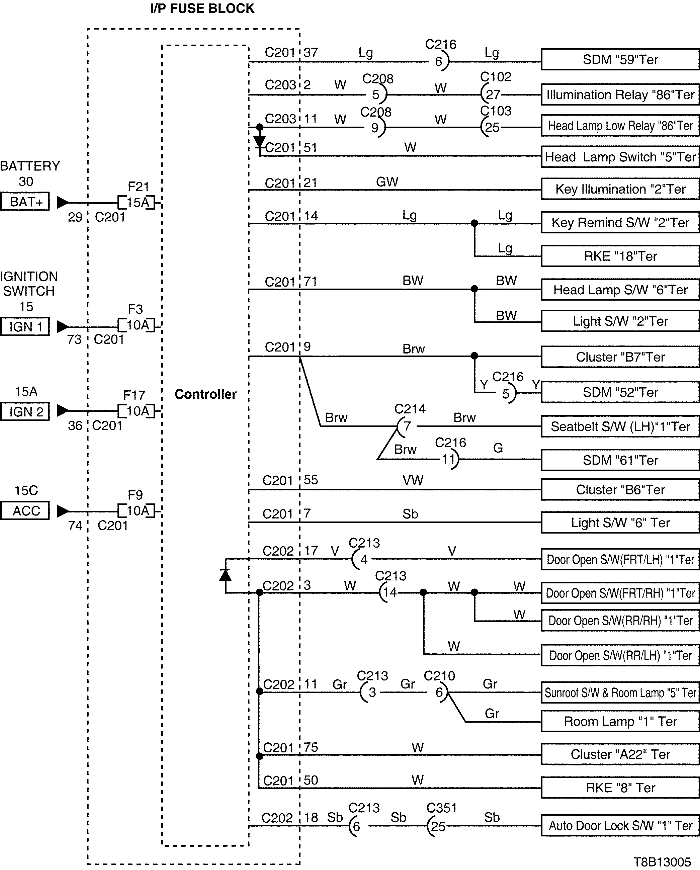 I/P FUSE BLOCK
C201 37 Lg C216 6 Lg SDM "59"Ter
C203 2 W C208 5 W C102 27 Illumination Relay "86"Ter
C203 11 W C208 9 W C103 25 Head Lamp Low Relay "86"Ter
C201 51 W Head Lamp Switch "5"Ter
BATTERY
30
BAT+
29 C201
F21
15A
C201 21 GW Key Illumination "2"Ter
C201 14 Lg Lg Key Remind S/W "2"Ter
Lg RKE "18"Ter
IGNITION
SWITCH
15
IGN 1
73 C201
F3
10A
C201 71 BW BW Head Lamp S/W "6"Ter
BW Light S/W "2"Ter
C201 9 Brw Cluster "B7"Ter
Y C216 5 Y SDM "52"Ter
Controller
15A
IGN 2
36 C201
F17
10A
Brw C214 7 Brw Seatbelt S/W (LH)"1"Ter
Brw C216 11 G SDM "61"Ter
C201 55 VW Cluster "B6"Ter
15C
ACC
74 C201
F9
10A
C201 7 Sb Light S/W "6" Ter
C202 17 V C213 4 V Door Open S/W(FRT/LH) "1"Ter
C202 3 W C213 14 W W Door Open S/W(FRT/RH) "1"Ter
W Door Open S/W(RR/RH) "1"Ter
W Door Open S/W(RR/LH) "1"Ter
C202 11 Gr C213 3 Gr C210 6 Gr Sunroof S/W & Room Lamp "5" Ter
Gr Room Lamp "1" Ter
C201 75 W Cluster "A22" Ter
C201 50 W RKE "8" Ter
C202 18 Sb C213 6 Sb C351 25 Sb Auto Door Lock S/W "1" Ter
T8B13005